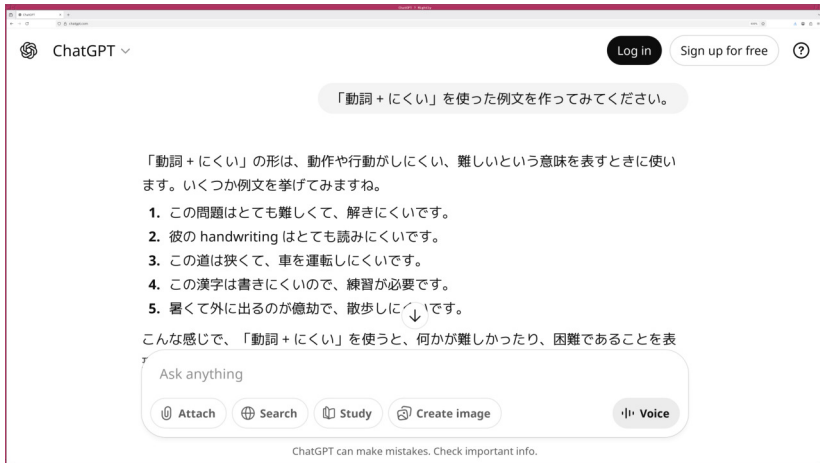 ChatGPT
Log in
Sign up for free
「動詞 + にくい」を使った例文を作ってみてください。
「動詞 + にくい」の形は、動作や行動がしにくい、難しいという意味を表すときに使い
ます。いくつか例文を挙げてみますね。
1. この問題はとても難しくて、解きにくいです。
2. 彼の handwriting はとても読みにくいです。
3. この道は狭くて、車を運転しにくいです。
4. この漢字は書きにくいので、練習が必要です。
5. 暑くて外に出るのが億劫で、散歩しにくいです。
こんな感じで、「動詞 + にくい」を使うと、何かが難しかったり、困難であることを表
Ask anything
Attach
Search
Study
Create image
Voice
ChatGPT can make mistakes. Check important info.